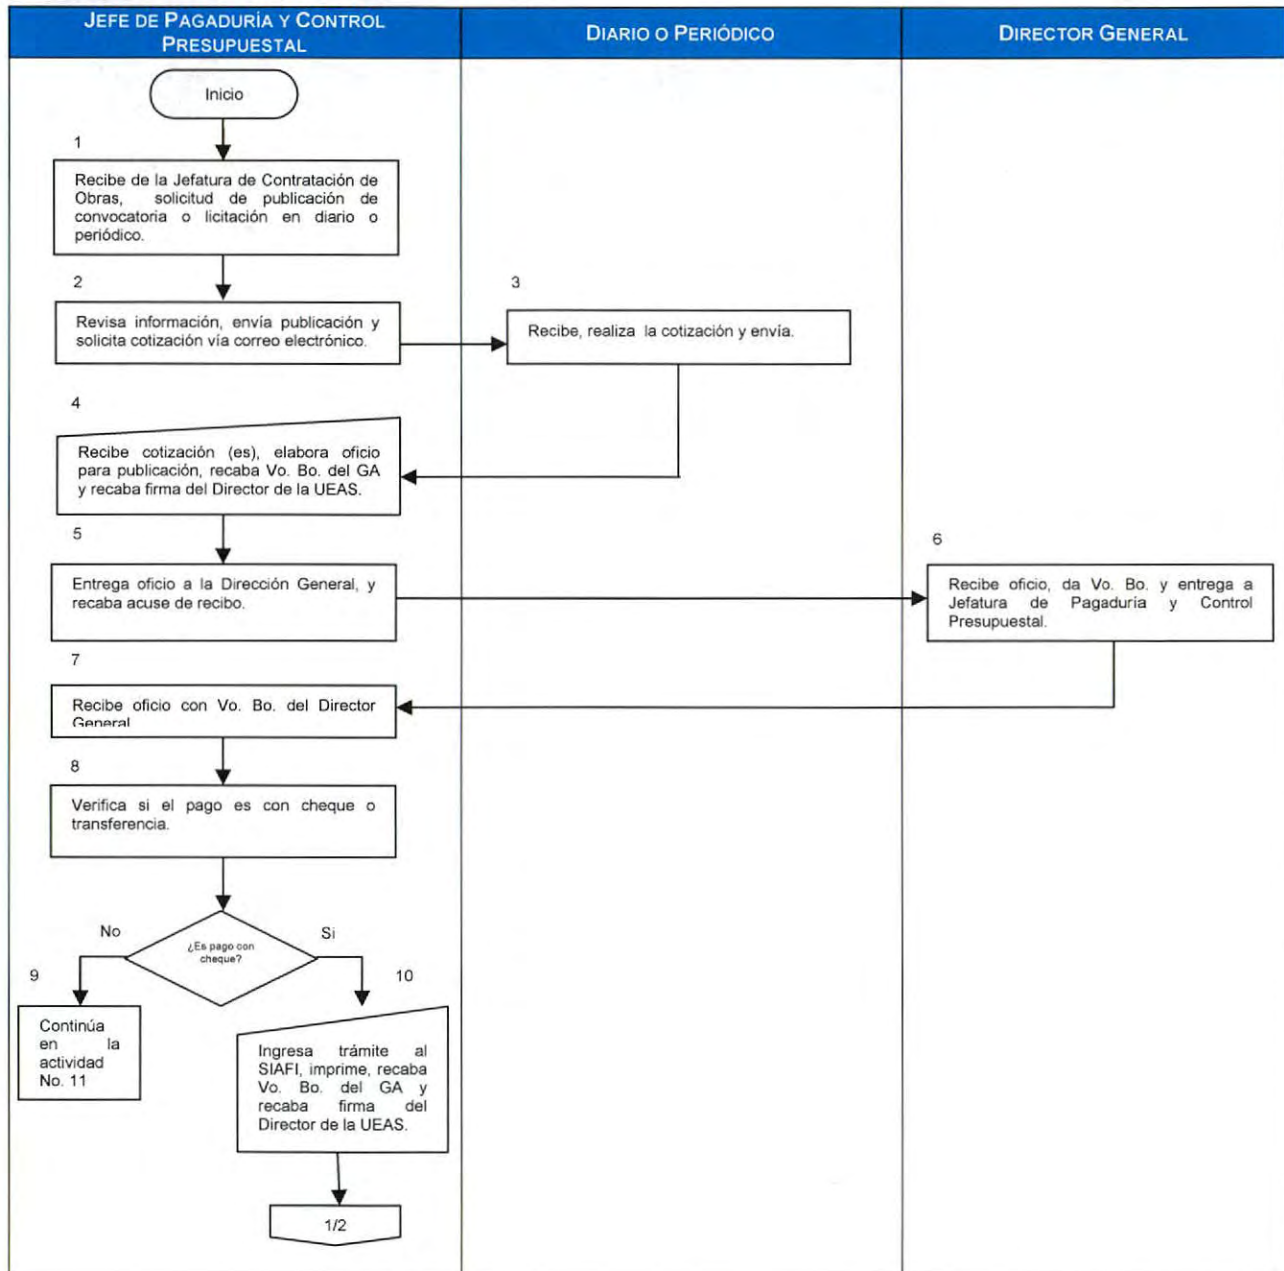 JEFE DE PAGADURÍA Y CONTROL
PRESUPUESTAL
DIARIO O PERIÓDICO
DIRECTOR GENERAL
Inicio
1
Recibe de la Jefatura de Contratación de
Obras, solicitud de publicación de
convocatoria o licitación en diario o
periódico.
2
Revisa información, envía publicación y
solicita cotización vía correo electrónico.
3
Recibe, realiza la cotización y envía.
4
Recibe cotización (es), elabora oficio
para publicación, recaba Vo. Bo. del GA
y recaba firma del Director de la UEAS.
5
Entrega oficio a la Dirección General, y
recaba acuse de recibo.
6
Recibe oficio, da Vo. Bo. y entrega a
Jefatura de Pagaduría y Control
Presupuestal.
7
Recibe oficio con Vo. Bo. del Director
General
8
Verifica si el pago es con cheque o
transferencia.
¿Es pago con
cheque?
No
Si
9
Continúa
en la
actividad
No. 11
10
Ingresa trámite al
SIAFI, imprime, recaba
Vo. Bo. del GA y
recaba firma del
Director de la UEAS.
1/2